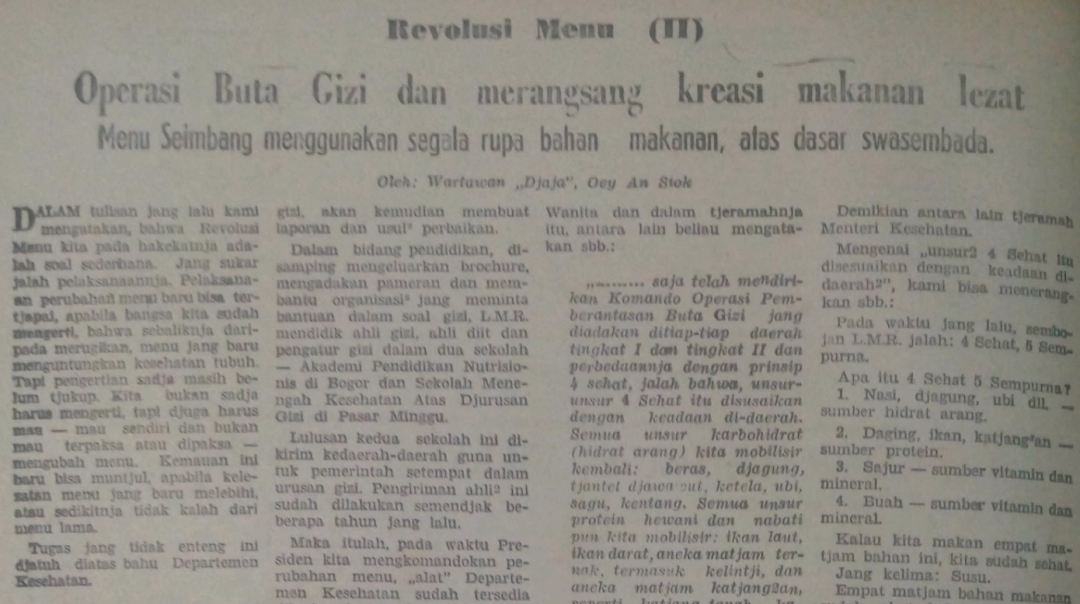 Revolusi Menu (II)
Operasi Buta Gizi dan merangsang kreasi makanan lezat
Menu Seimbang menggunakan segala rupa bahan makanan, atas dasar swasembada.
Oleh: Wartawan „Djaja", Oey An Siok
DALAM tulisan jang lalu kami
mengatakan, bahwa Revolusi
Menu kita pada hakekatnja ada-
lah soal sederhana. Jang sukar
jalah pelaksanaannja. Pelaksana-
an perubahan menu baru bisa ter-
tjapai, apabila bangsa kita sudah
mengerti, bahwa sebaliknja dari-
pada merugikan, menu jang baru
menguntungkan kesehatan tubuh.
Tapi pengertian sadja masih be-
lum tjukup. Kita bukan sadja
harus mengerti, tapi djuga harus
mau — mau sendiri dan bukan
mau terpaksa atau dipaksa —
mengubah menu. Kemauan ini
baru bisa muntjul, apabila kele-
satan menu jang baru melebihi,
atau sedikitnja tidak kalah dari
menu lama.
Tugas jang tidak enteng ini
djatuh diatas bahu Departemen
Kesehatan.
gizi, akan kemudian membuat
laporan dan usul² perbaikan.
Dalam bidang pendidikan, di-
samping mengeluarkan brochure,
mengadakan pameran dan mem-
bantu organisasi² jang meminta
bantuan dalam soal gizi, L.M.R.
mendidik ahli gizi, ahli diit dan
pengatur gizi dalam dua sekolah
— Akademi Pendidikan Nutrisio-
nis di Bogor dan Sekolah Mene-
ngah Kesehatan Atas Djurusan
Gizi di Pasar Minggu.
Lulusan kedua sekolah ini di-
kirim kedaerah-daerah guna un-
tuk pemerintah setempat dalam
urusan gizi. Pengiriman ahli² ini
sudah dilakukan semendjak be-
berapa tahun jang lalu.
Maka itulah, pada waktu Pre-
siden kita mengkomandokan pe-
rubahan menu, „alat" Departe-
men Kesehatan sudah tersedia
Wanita dan dalam tjeramahnja
itu, antara lain beliau mengata-
kan sbb.:
„......... saja telah mendiri-
kan Komando Operasi Pem-
berantasan Buta Gizi jang
diadakan ditiap-tiap daerah
tingkat I dan tingkat II dan
perbedaannja dengan prinsip
4 sehat, jalah bahwa, unsur-
unsur 4 Sehat itu disusaikan
dengan keadaan di-daerah.
Semua unsur karbohidrat
(hidrat arang) kita mobilisir
kembali: beras, djagung,
tjantel djawa-out, ketela, ubi,
sagu, kentang. Semua unsur
protein hewani dan nabati
pun kita mobilisir: ikan laut,
ikan darat, aneka matjam ter-
nak, termasuk kelintji, dan
aneka matjam katjang2an,
seperti katjang tanah, ka-
Demikian antara lain tjeramah
Menteri Kesehatan.
Mengenai „unsur2 4 Sehat itu
disesuaikan dengan keadaan di-
daerah2", kami bisa menerang-
kan sbb.:
Pada waktu jang lalu, sembo-
jan L.M.R. jalah: 4 Sehat, 5 Sem-
purna.
Apa itu 4 Sehat 5 Sempurna?
1. Nasi, djagung, ubi dll. —
sumber hidrat arang.
2. Daging, ikan, katjang²an —
sumber protein.
3. Sajur — sumber vitamin dan
mineral.
4. Buah — sumber vitamin dan
mineral.
Kalau kita makan empat ma-
tjam bahan ini, kita sudah sehat.
Jang kelima: Susu.
Empat matjam bahan makanan